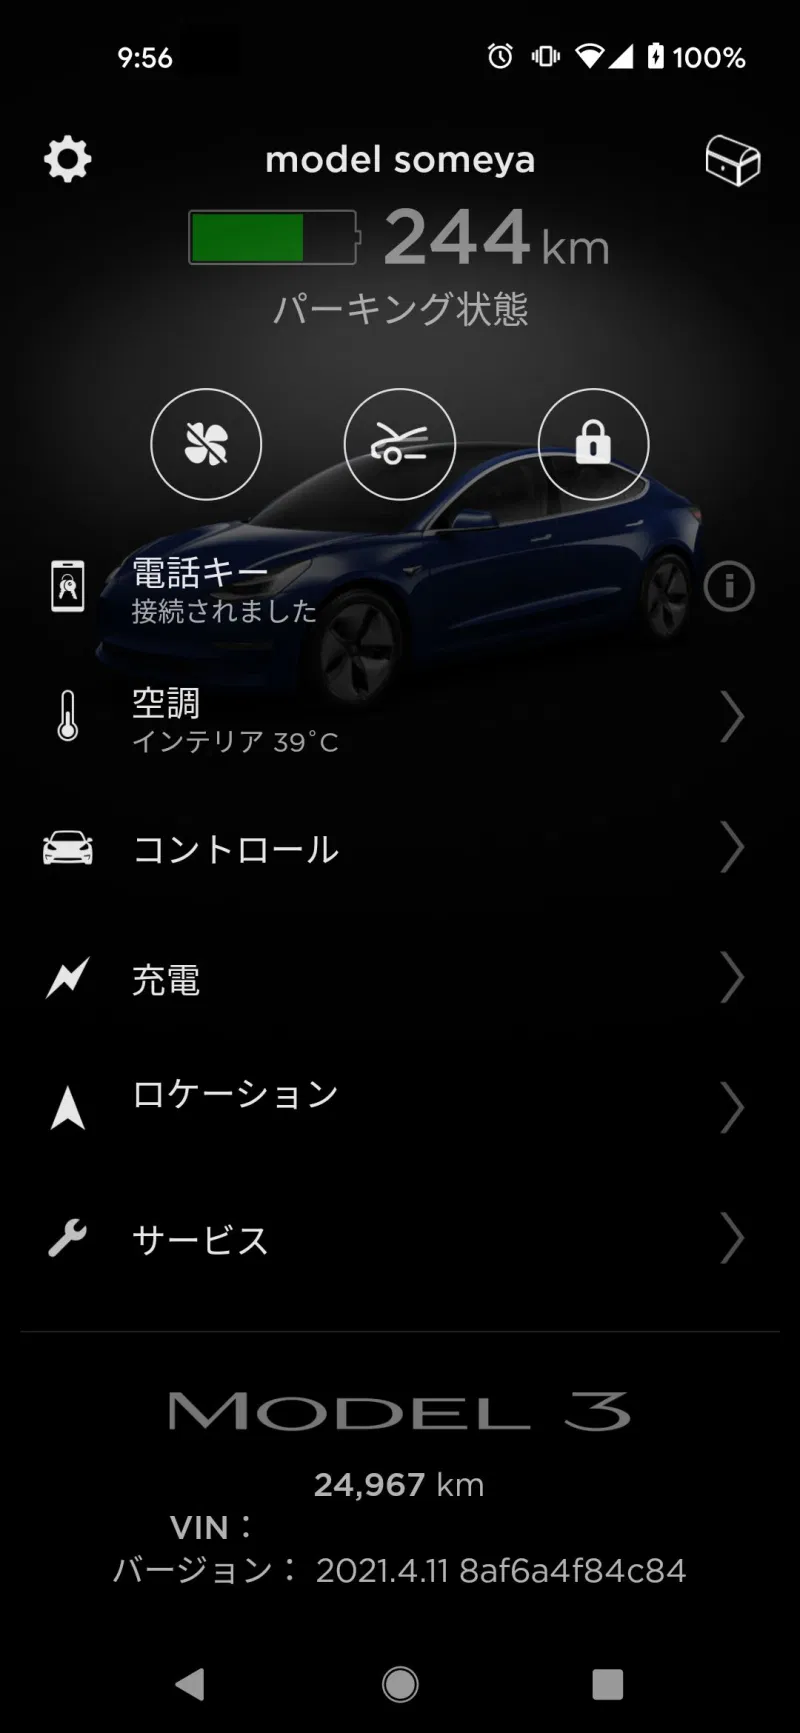 9:56 100%
model someya
244 km
パーキング状態
電話キー
接続されました
空調
インテリア 39°C
コントロール
充電
ロケーション
サービス
MODEL 3
24,967 km
VIN：
バージョン： 2021.4.11 8af6a4f84c84